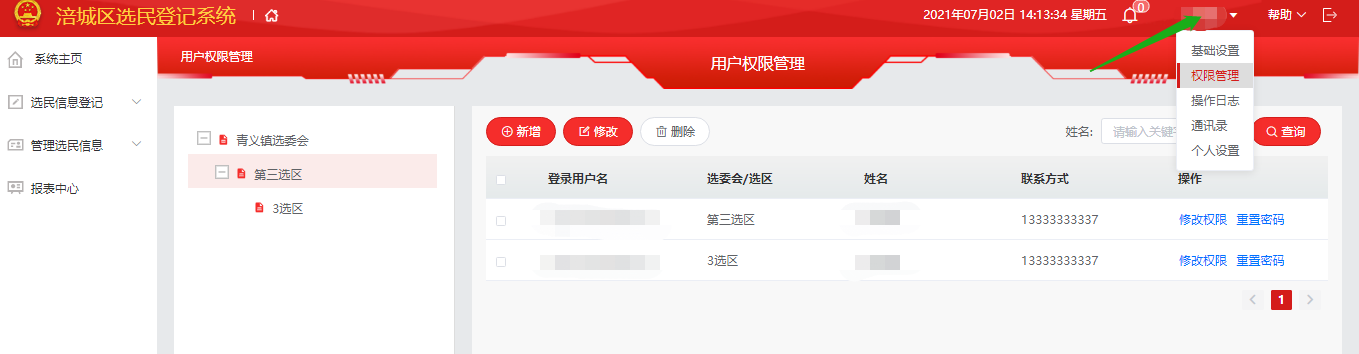 涪城区选民登记系统
2021年07月02日 14:13:34 星期五
0
帮助
系统主页
选民信息登记
管理选民信息
报表中心
用户权限管理
用户权限管理
基础设置
权限管理
操作日志
通讯录
个人设置
青义镇选委会
第三选区
3选区
新增 修改 删除
姓名: 请输入关键字 查询
登录用户名 选委会/选区 姓名 联系方式 操作
第三选区 13333333337 修改权限 重置密码
3选区 13333333337 修改权限 重置密码
1